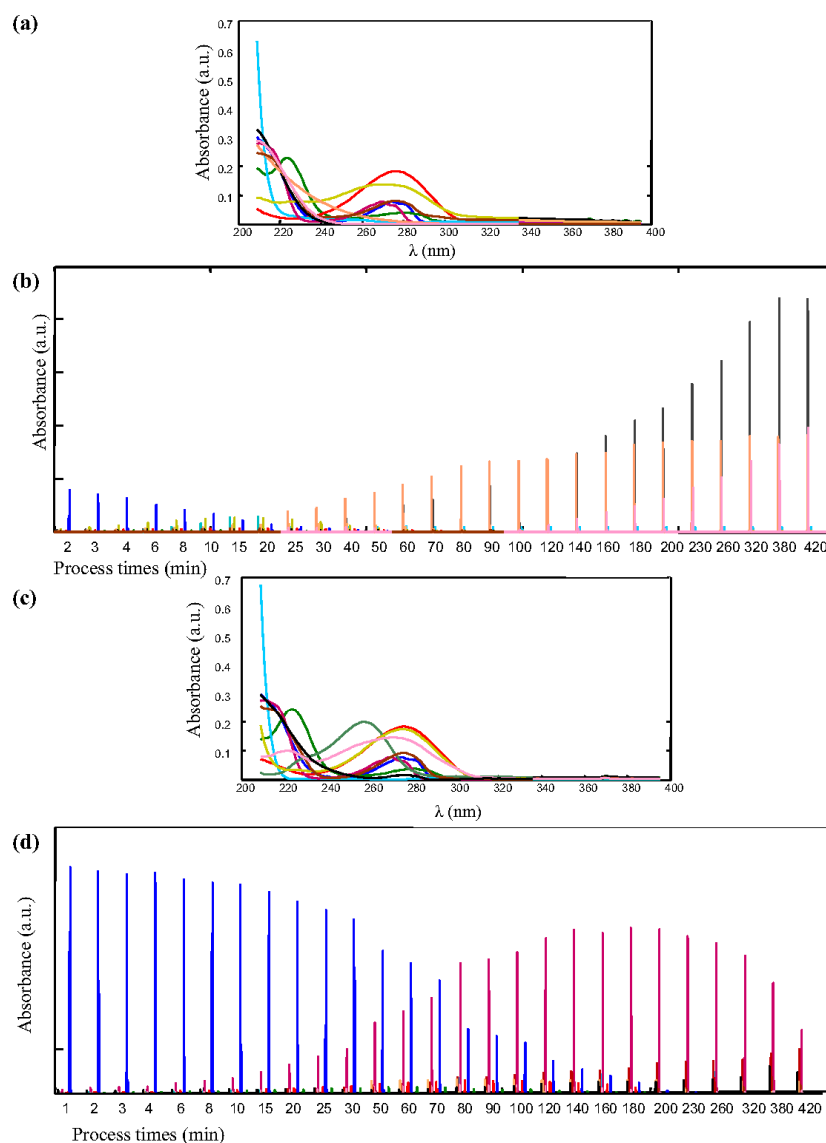 (a)
Absorbance (a.u.)
0.7
0.6
0.5
0.4
0.3
0.2
0.1
200 220 240 260 280 300 320 340 360 380 400
λ (nm)
(b)
Absorbance (a.u.)
2 3 4 6 8 10 15 20 25 30 40 50 60 70 80 90 100 120 140 160 180 200 230 260 320 380 420
Process times (min)
(c)
Absorbance (a.u.)
0.7
0.6
0.5
0.4
0.3
0.2
0.1
200 220 240 260 280 300 320 340 360 380 400
λ (nm)
(d)
Absorbance (a.u.)
1 2 3 4 6 8 10 15 20 25 30 50 60 70 80 90 100 120 140 160 180 200 230 260 320 380 420
Process times (min)